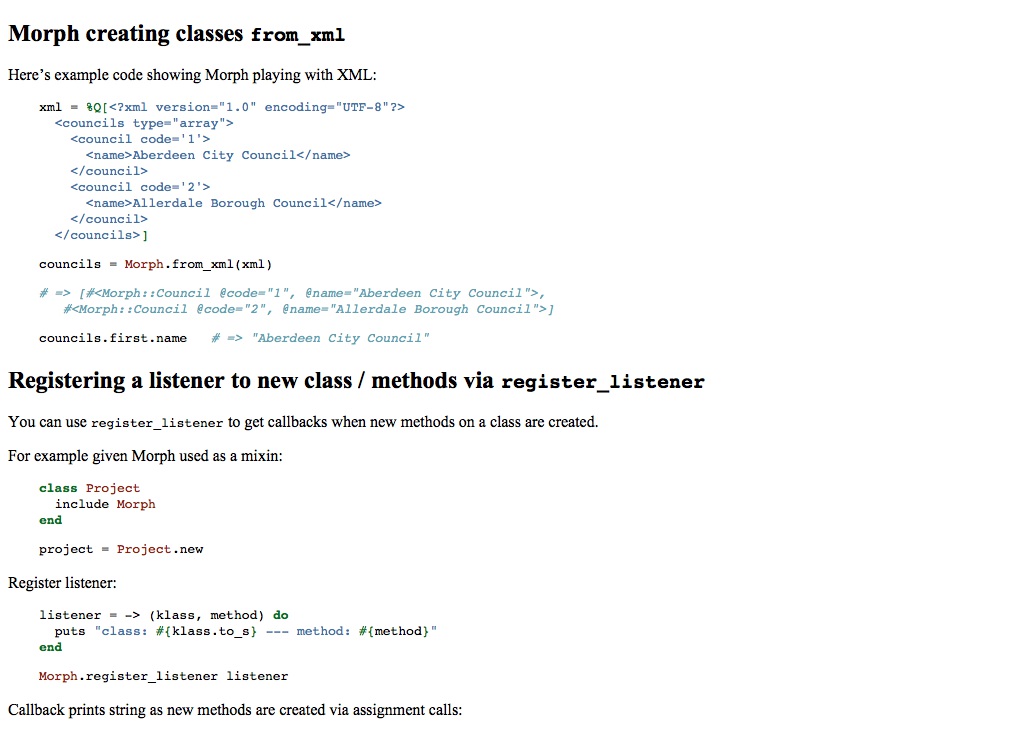 Morph creating classes from_xml
Here’s example code showing Morph playing with XML:
xml = %Q[<?xml version="1.0" encoding="UTF-8"?>
  <councils type="array">
    <council code='1'>
      <name>Aberdeen City Council</name>
    </council>
    <council code='2'>
      <name>Allerdale Borough Council</name>
    </council>
  </councils>]
councils = Morph.from_xml(xml)
# => [#<Morph::Council @code="1", @name="Aberdeen City Council">,
   #<Morph::Council @code="2", @name="Allerdale Borough Council">]
councils.first.name   # => "Aberdeen City Council"
Registering a listener to new class / methods via register_listener
You can use register_listener to get callbacks when new methods on a class are created.
For example given Morph used as a mixin:
class Project
  include Morph
end
project = Project.new
Register listener:
listener = -> (klass, method) do
  puts "class: #{klass.to_s} --- method: #{method}"
end
Morph.register_listener listener
Callback prints string as new methods are created via assignment calls: